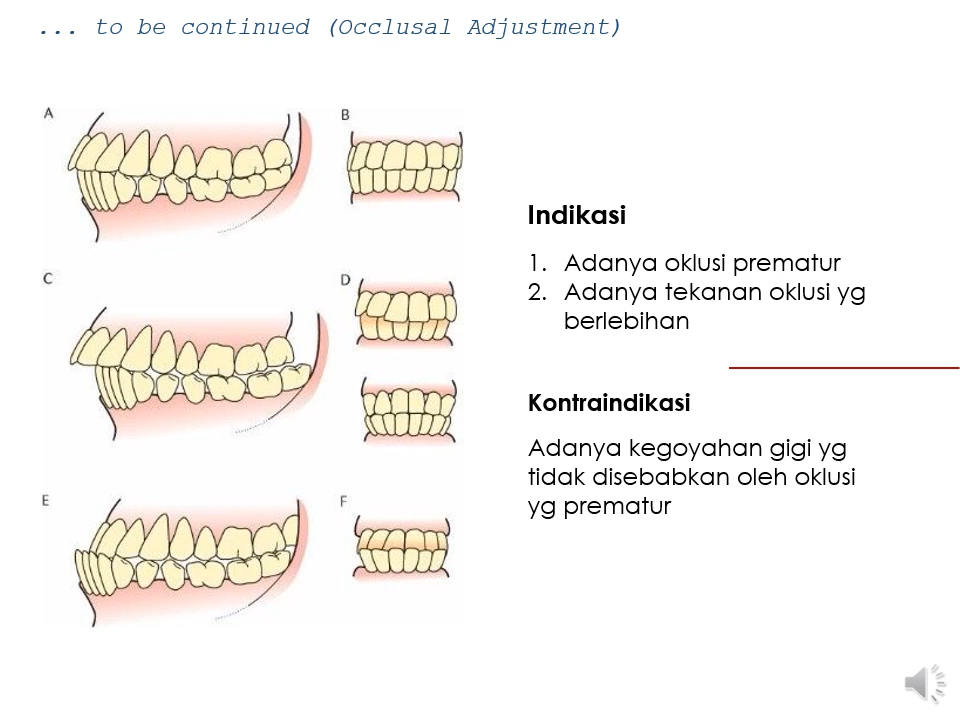 ... to be continued (Occlusal Adjustment)
A
B
C
D
E
F
Indikasi
1. Adanya oklusi prematur
2. Adanya tekanan oklusi yg
berlebihan
Kontraindikasi
Adanya kegoyahan gigi yg
tidak disebabkan oleh oklusi
yg prematur